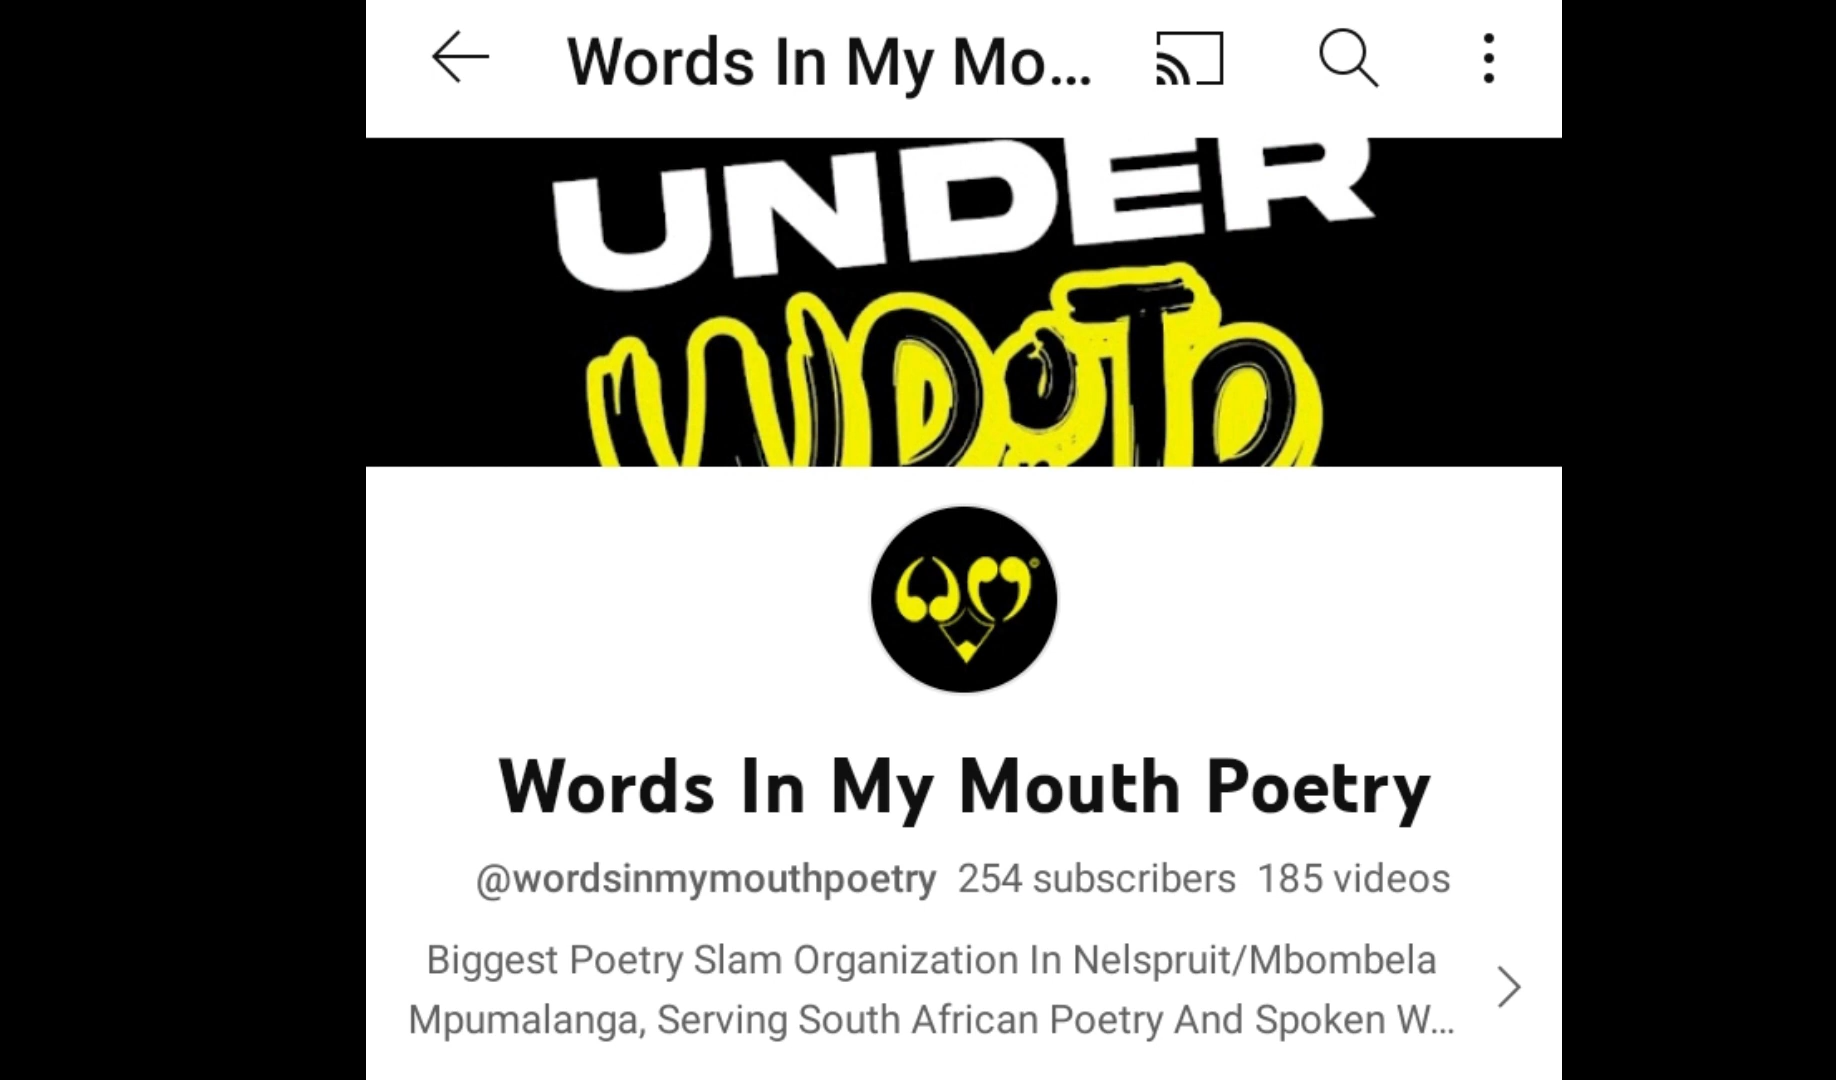 Words In My Mo...
UNDER
Words In My Mouth Poetry
@wordsinmymouthpoetry 254 subscribers 185 videos
Biggest Poetry Slam Organization In Nelspruit/Mbombela
Mpumalanga, Serving South African Poetry And Spoken W...